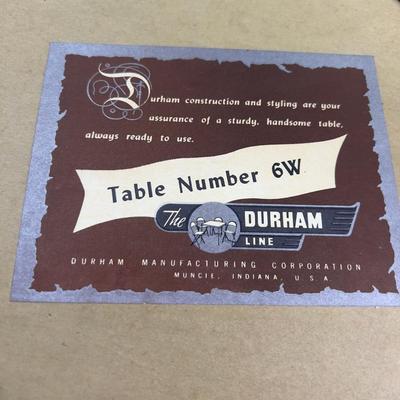 Durham construction and styling are your
assurance of a sturdy, handsome table,
always ready to use.
Table Number 6W
The DURHAM
LINE
DURHAM MANUFACTURING CORPORATION
MUNCIE, INDIANA, U.S.A.